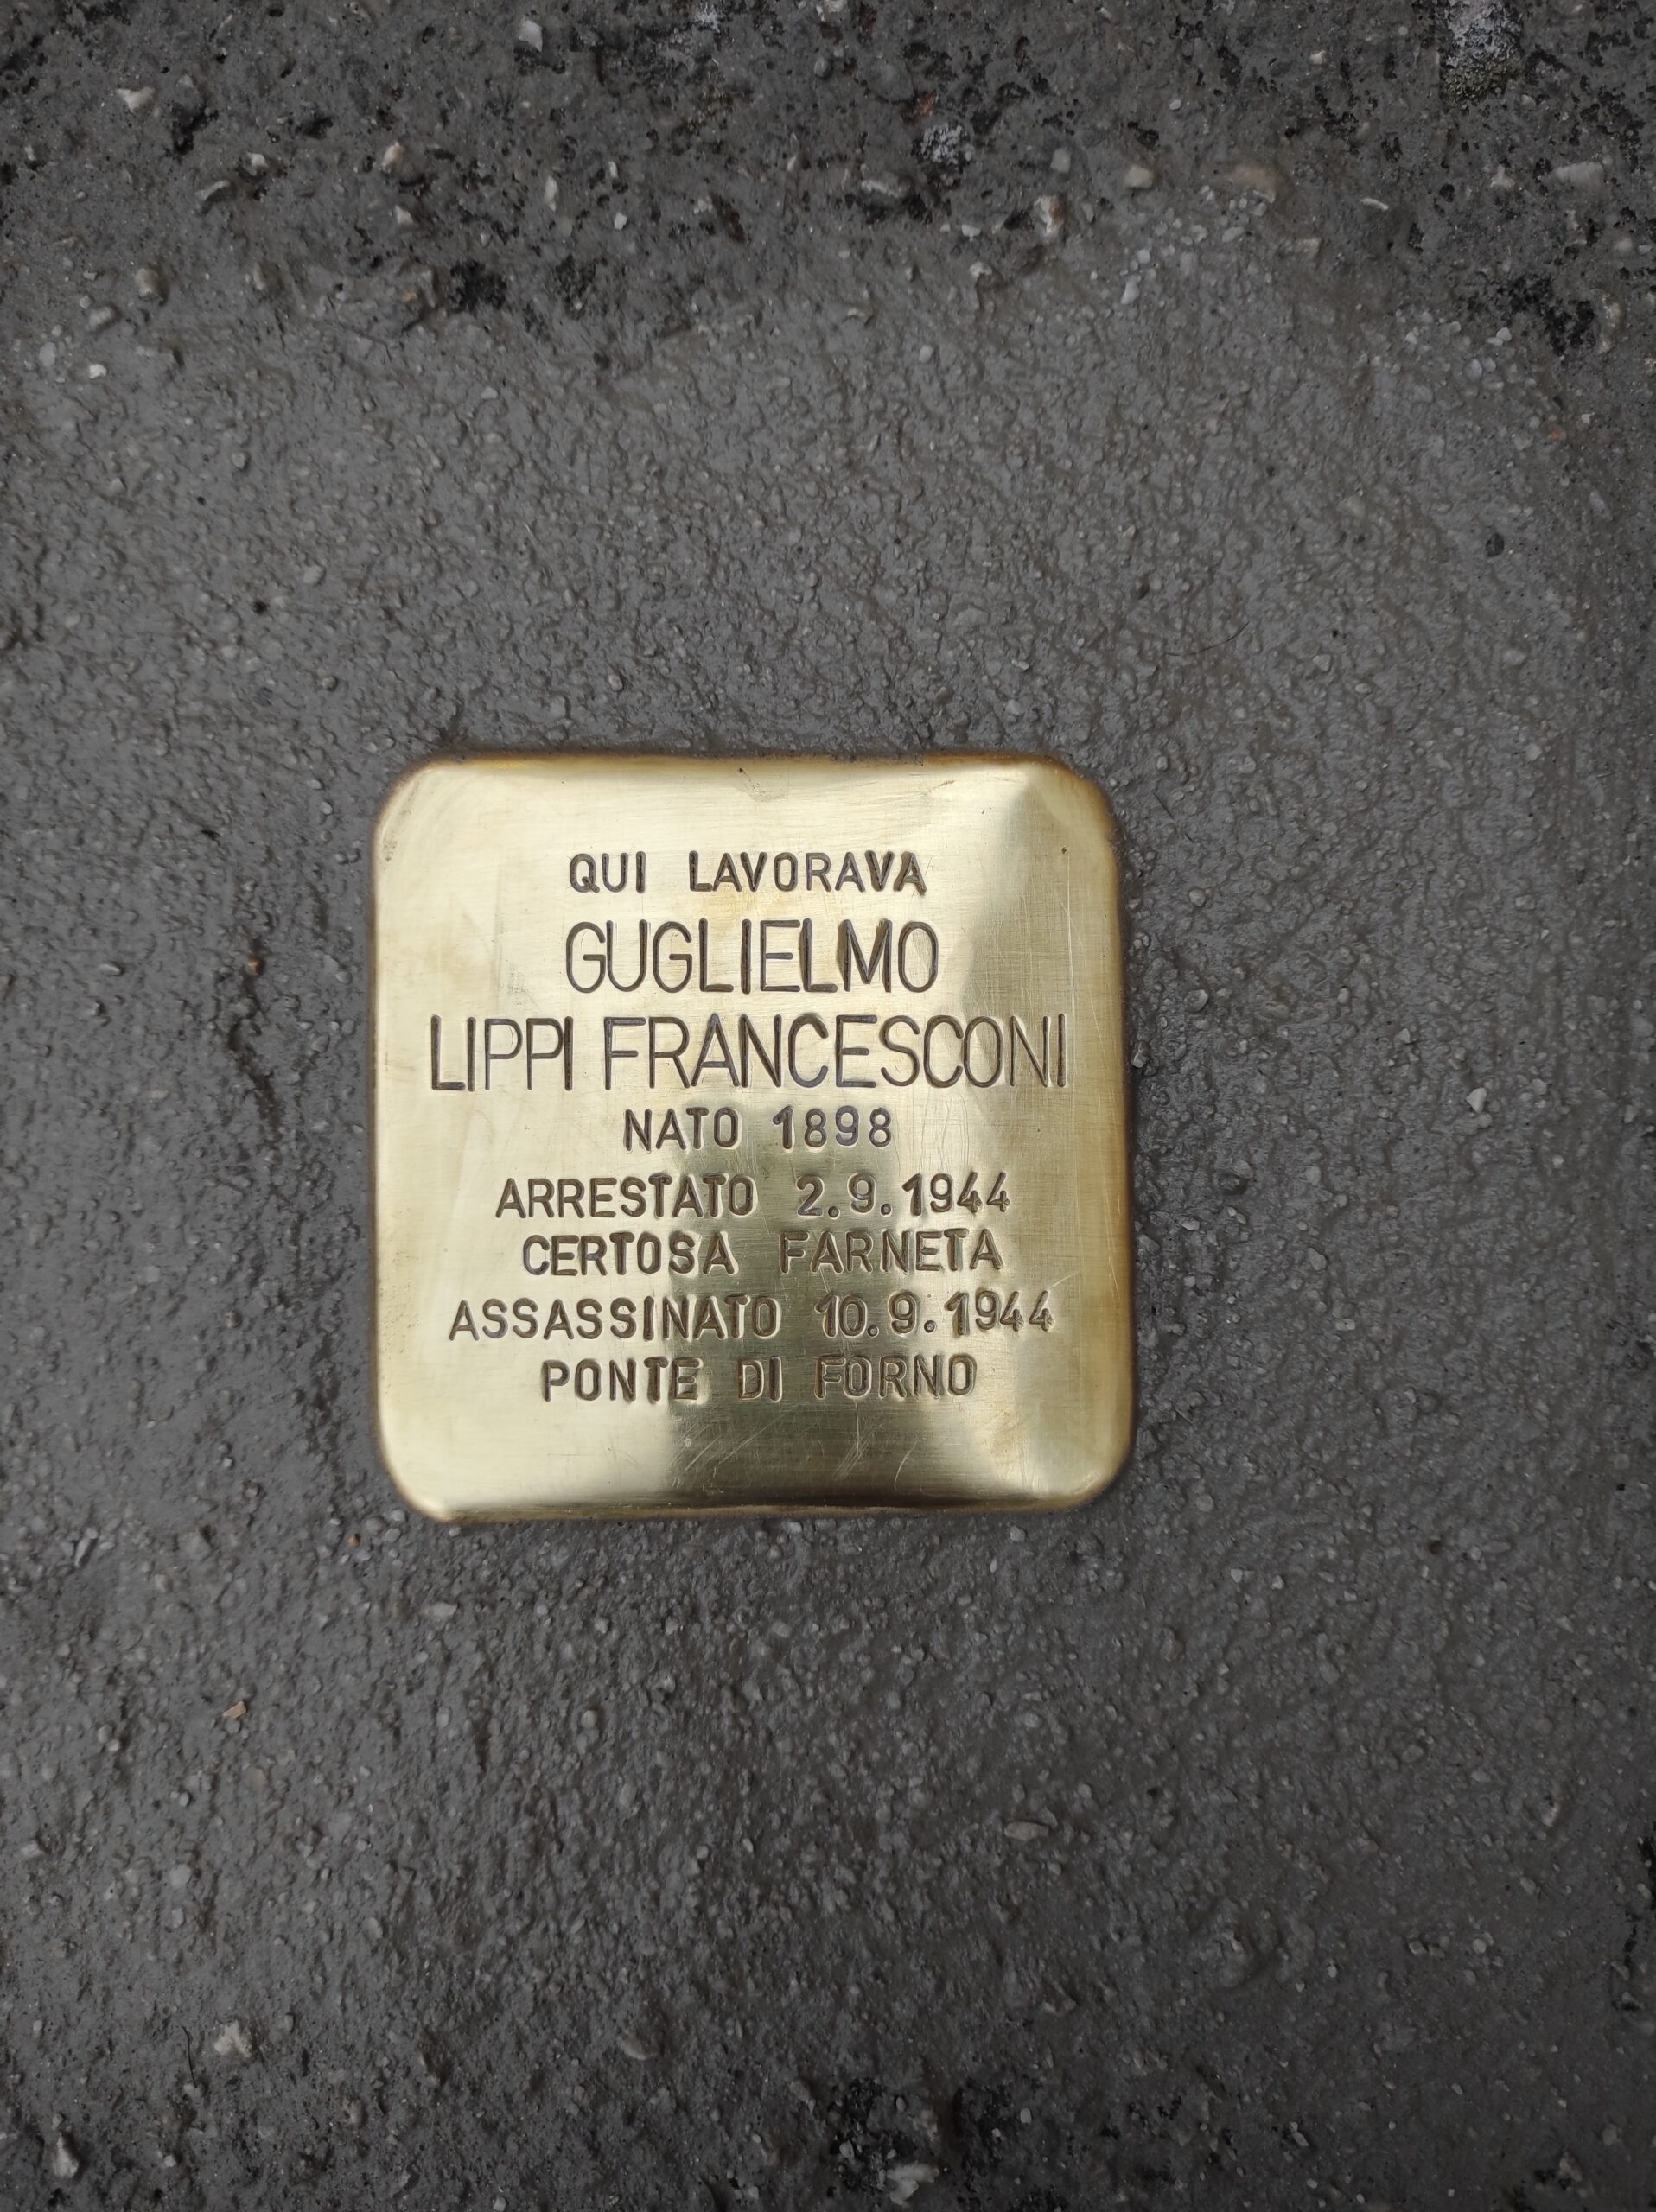 QUI LAVORAVA
GUGLIELMO
LIPPI FRANCESCONI
NATO 1898
ARRESTATO 2.9.1944
CERTOSA FARNETA
ASSASSINATO 10.9.1944
PONTE DI FORNO